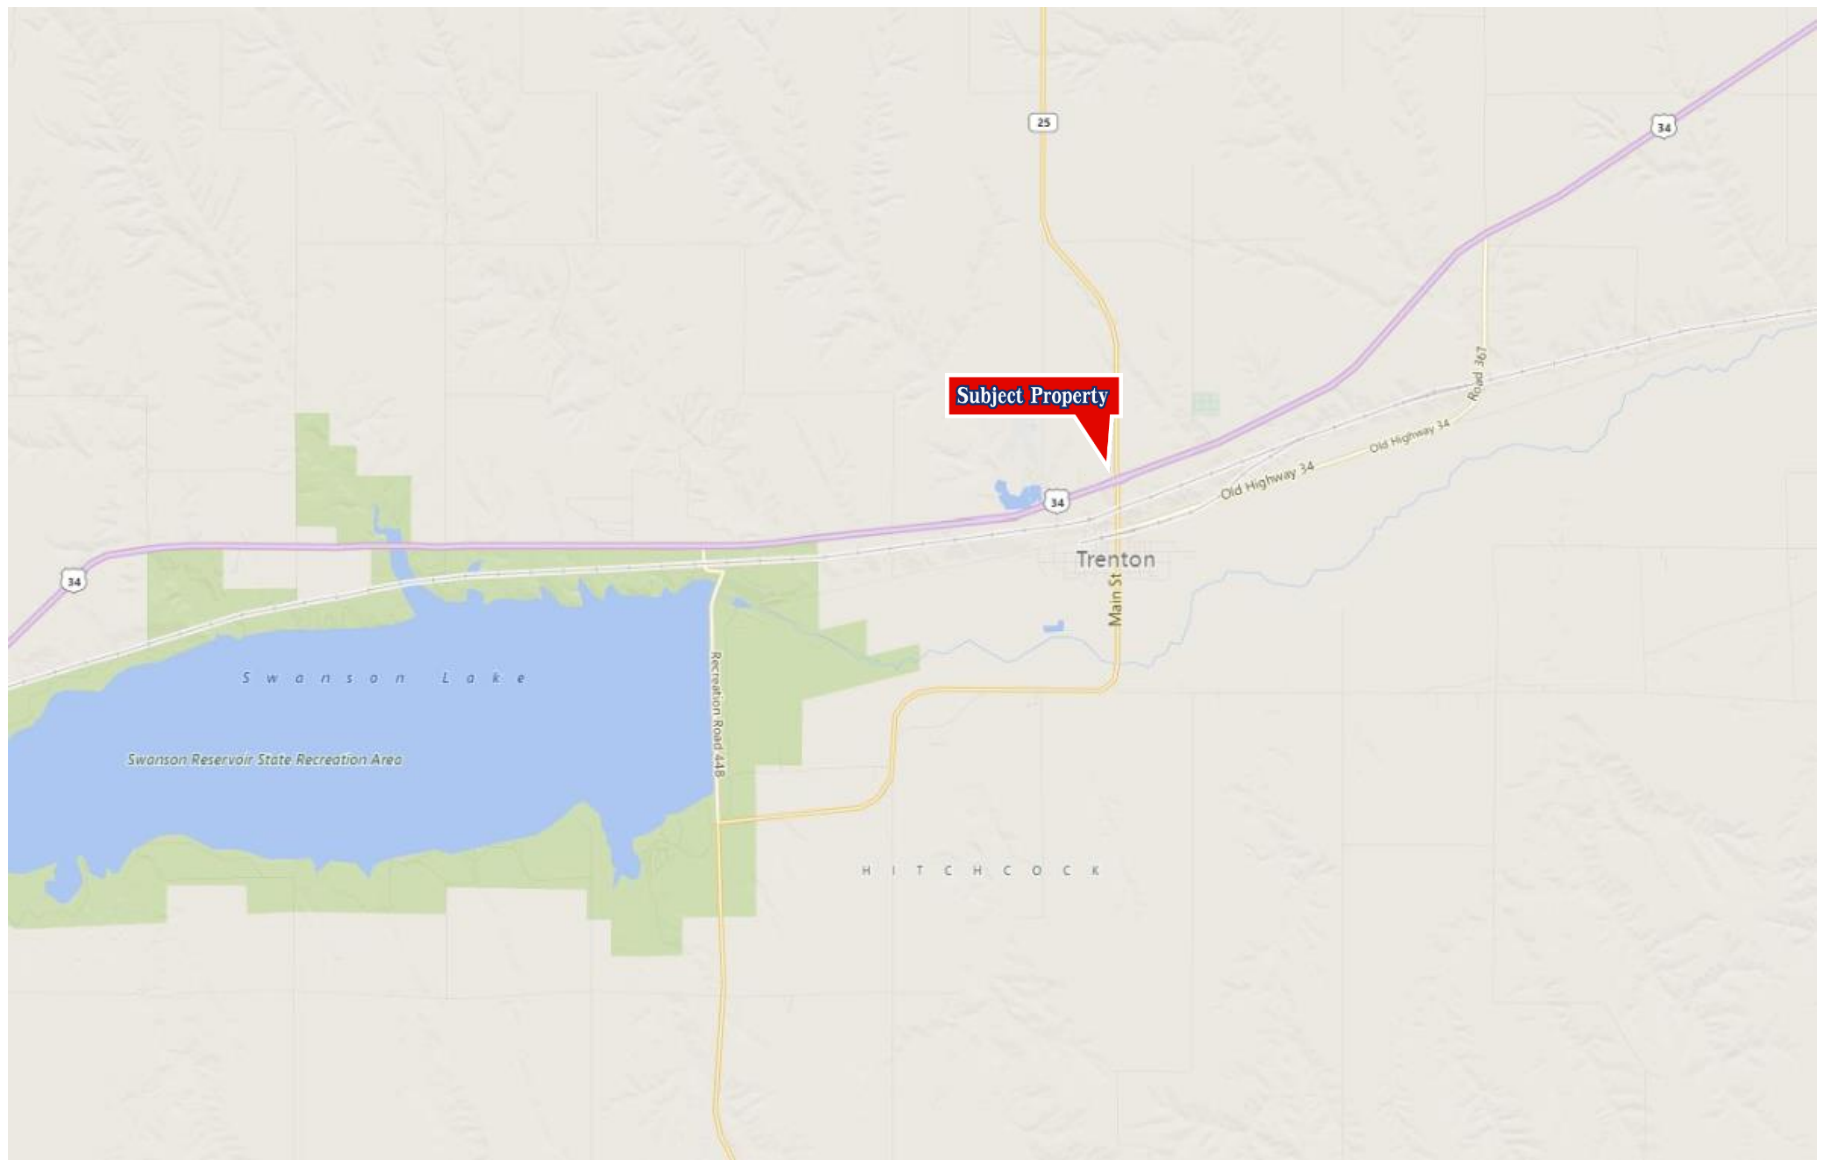 25
34
Road 367
Subject Property
Old Highway 34
Old Highway 34
34
Trenton
34
Main St
Swanson Lake
Recreation Road 448
Swanson Reservoir State Recreation Area
HITCHCOCK